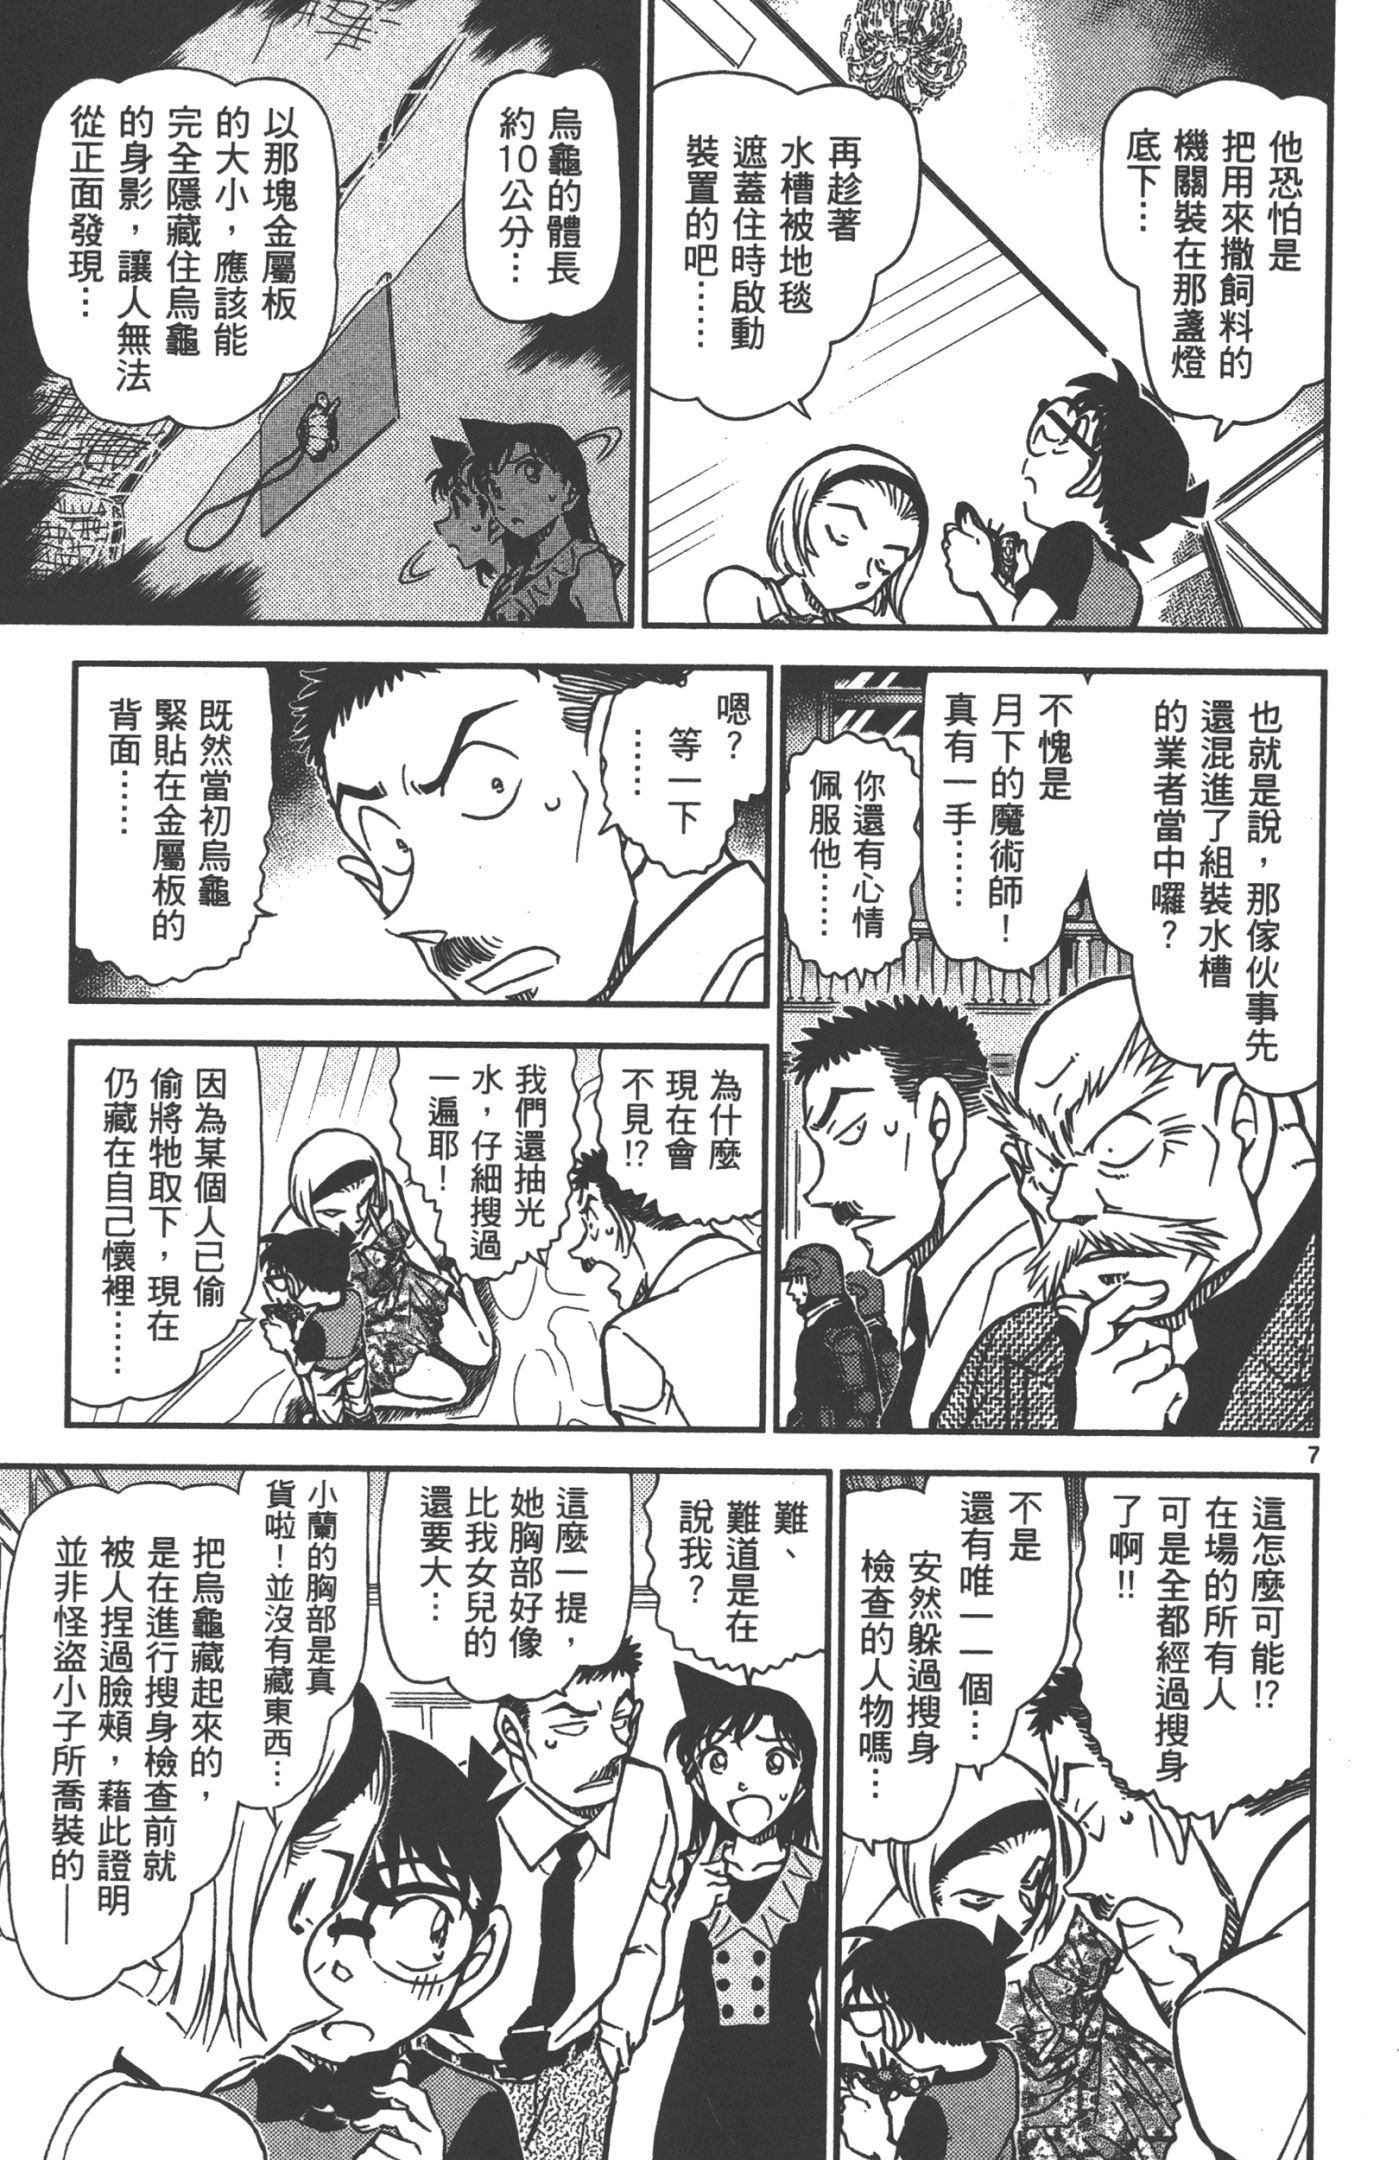 他恐怕是
把用來撒飼料的
機關裝在那盞燈
底下…
再趁著
水槽被地毯
遮蓋住時啟動
裝置的吧……
烏龜的體長
約10公分…
以那塊金屬板
的大小，應該能
完全隱藏住烏龜
的身影，讓人無法
從正面發現…
也就是說，那傢伙事先
還混進了組裝水槽
的業者當中囉？
不愧是
月下的魔術師！
真有一手……
你還有心情
佩服他……
嗯？
等一下
……
既然當初烏龜
緊貼在金屬板的
背面……
為什麼
現在會
不見!?
我們還抽光
水，仔細搜過
一遍耶！
因為某個人已偷
偷將牠取下，現在
仍藏在自己懷裡……
7
這怎麼可能!?
在場的所有人
可是全都經過搜身
了啊!!
不是
還有唯一一個…
安然躲過搜身
檢查的人物嗎…
難、
難道是在
說我？
這麼一提，
她胸部好像
比我女兒的
還要大…
小蘭的胸部是真
貨啦！並沒有藏東西…
把烏龜藏起來的，
是在進行搜身檢查前就
被人捏過臉頰，藉此證明
並非怪盜小子所喬裝的──